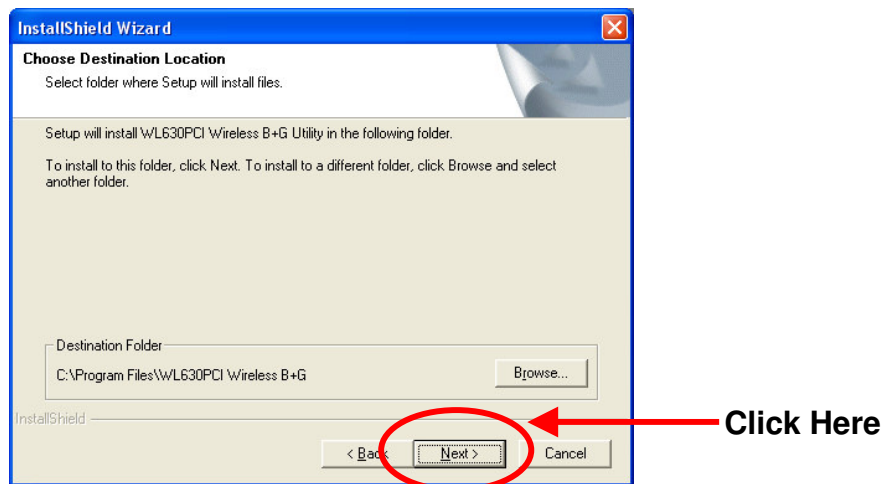 InstallShield Wizard
Choose Destination Location
Select folder where Setup will install files.
Setup will install WL630PCI Wireless B+G Utility in the following folder.
To install to this folder, click Next. To install to a different folder, click Browse and select
another folder.
Destination Folder
C:\Program Files\WL630PCI Wireless B+G
Browse...
InstallShield
< Back
Next >
Cancel
Click Here